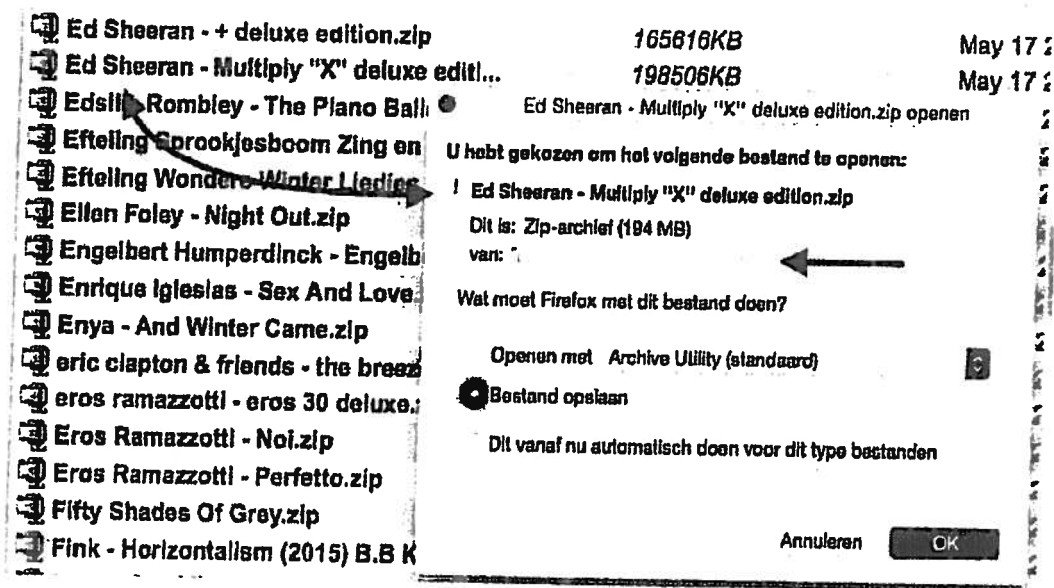 Ed Sheeran - + deluxe edition.zip 165616KB May 17 2
Ed Sheeran - Multiply "X" deluxe editi... 198506KB May 17 2
Edsilia Rombley - The Piano Ball
Ed Sheeran - Multiply "X" deluxe edition.zip openen
Efteling Sprookjesboom Zing en
Efteling Wondere Winter Liedjes
Ellen Foley - Night Out.zip
Engelbert Humperdinck - Engelb
Enrique Iglesias - Sex And Love
Enya - And Winter Came.zip
eric clapton & friends - the breez
eros ramazzotti - eros 30 deluxe.
Eros Ramazzotti - Noi.zip
Eros Ramazzotti - Perfetto.zip
Fifty Shades Of Grey.zip
Fink - Horizontalism (2015) B.B K
U hebt gekozen om het volgende bestand te openen:
Ed Sheeran - Multiply "X" deluxe edition.zip
Dit is: Zip-archief (194 MB)
van:
Wat moet Firefox met dit bestand doen?
Openen met Archive Utility (standaard)
Bestand opslaan
Dit vanaf nu automatisch doen voor dit type bestanden
Annuleren OK